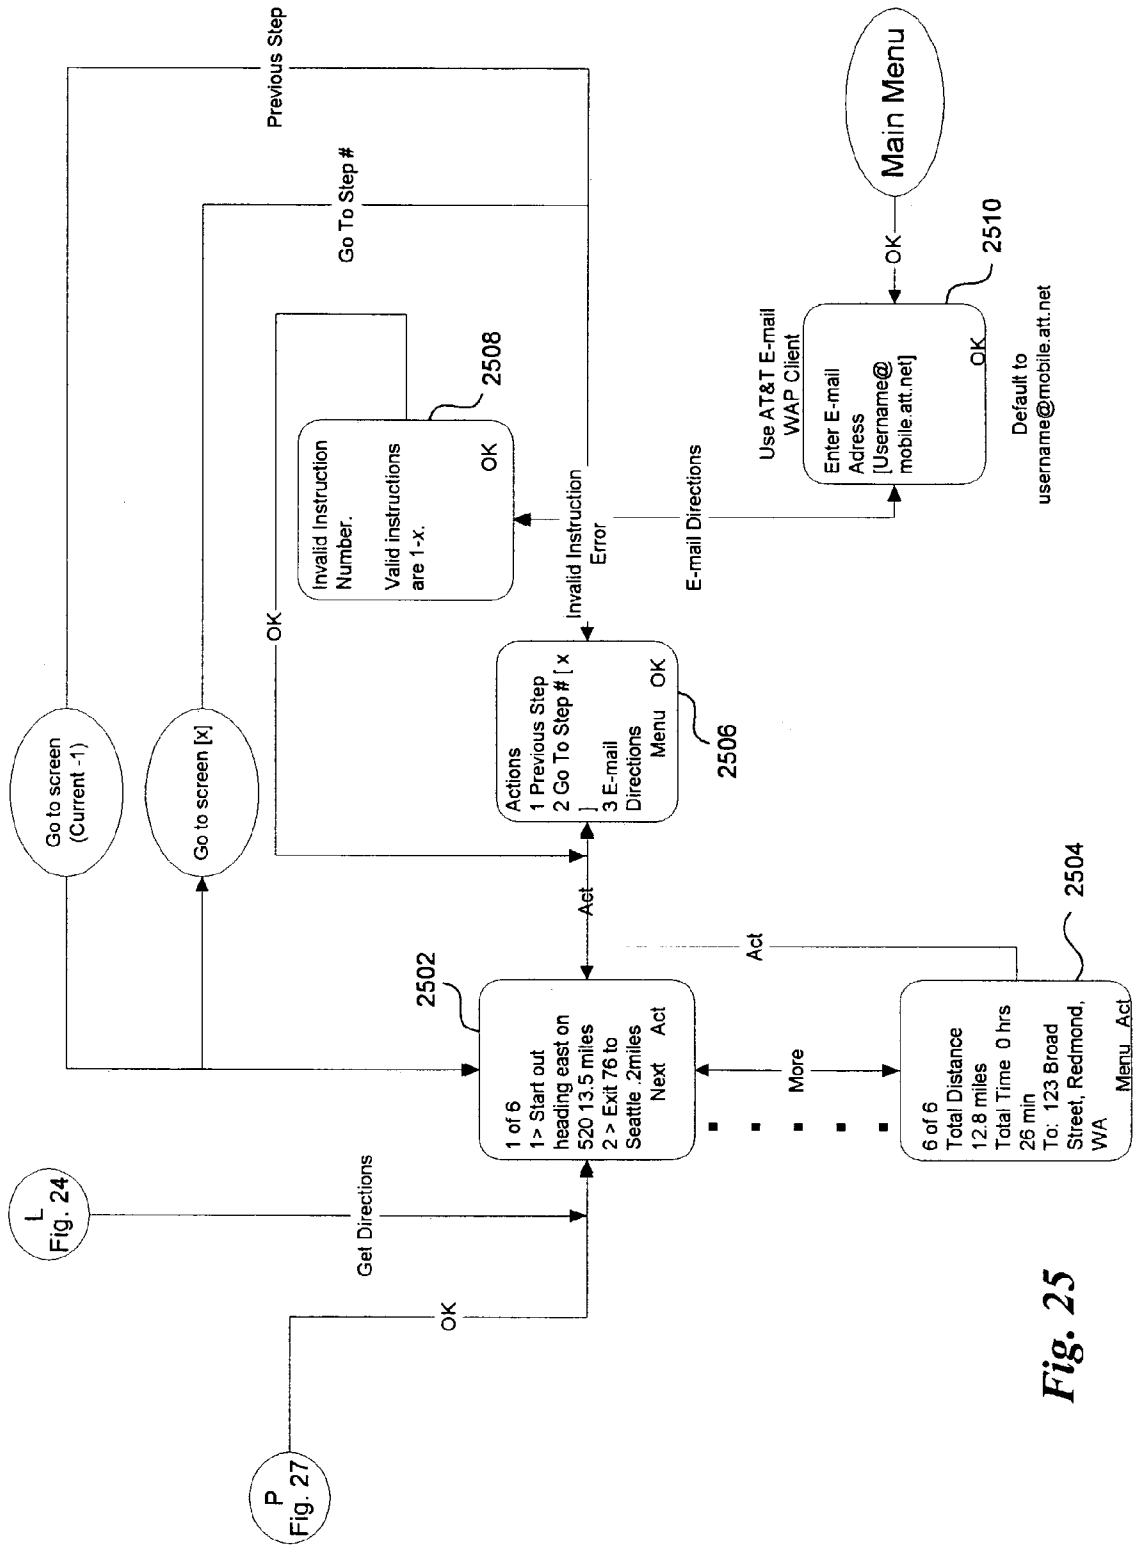 P
Fig. 27
OK
L
Fig. 24
Get Directions
2502
1 of 6
1> Start out
heading east on
520 13.5 miles
2 > Exit 76 to
Seattle .2miles
Next Act
More
6 of 6
Total Distance
12.8 miles
Total Time 0 hrs
26 min
To: 123 Broad
Street, Redmond,
WA
Menu Act
2504
Act
Act
Go to screen
(Current -1)
Go to screen [x]
OK
Actions
1 Previous Step
2 Go To Step # [ x
] 3 E-mail
Directions
Menu OK
2506
Invalid Instruction
Error
Invalid Instruction
Number.
Valid instructions
are 1-x.
OK
2508
E-mail Directions
Go To Step #
Previous Step
Use AT&T E-mail
WAP Client
Enter E-mail
Adress
[Username@
mobile.att.net]
OK
2510
Default to
username@mobile.att.net
OK
Main Menu
Fig. 25